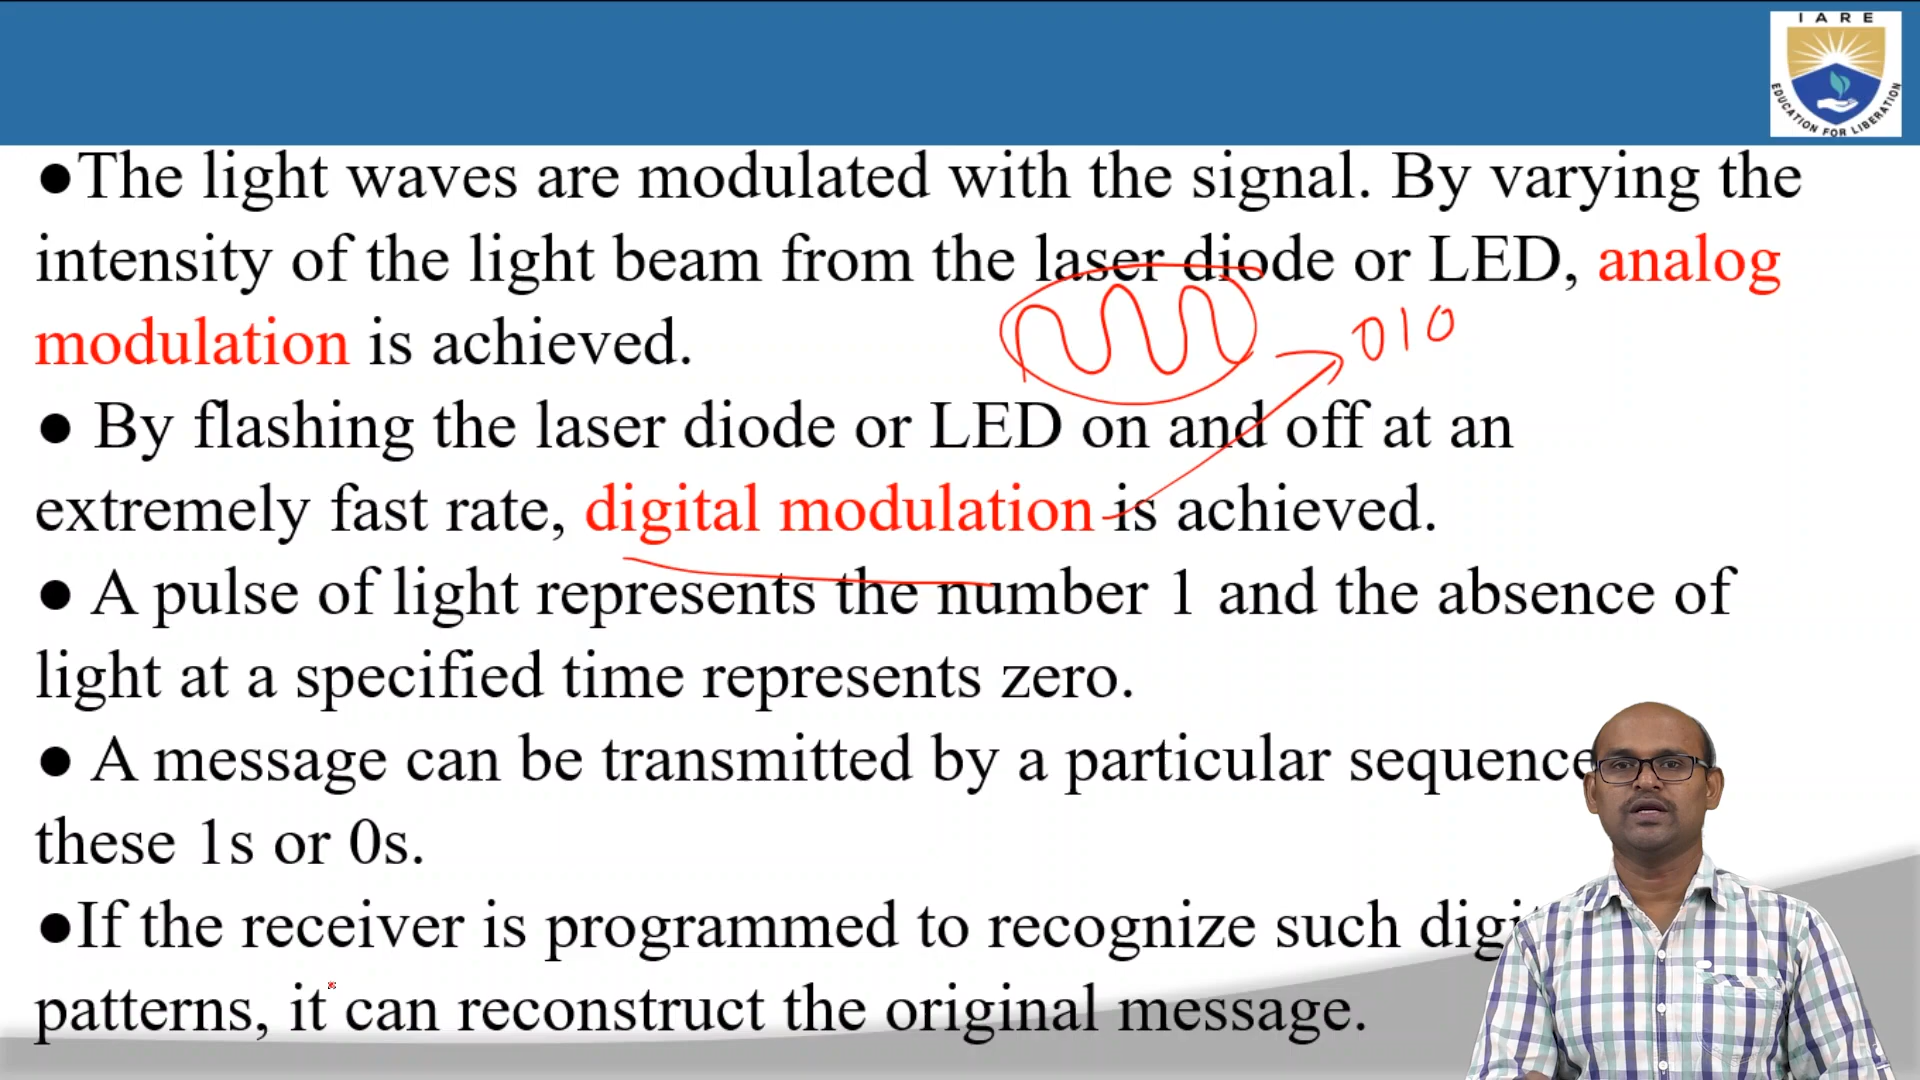 IARE
EDUCATION FOR LIBERATION
●The light waves are modulated with the signal. By varying the
intensity of the light beam from the laser diode or LED, analog
modulation is achieved.
010
● By flashing the laser diode or LED on and off at an
extremely fast rate, digital modulation is achieved.
● A pulse of light represents the number 1 and the absence of
light at a specified time represents zero.
● A message can be transmitted by a particular sequence
these 1s or 0s.
●If the receiver is programmed to recognize such
patterns, it can reconstruct the original message.